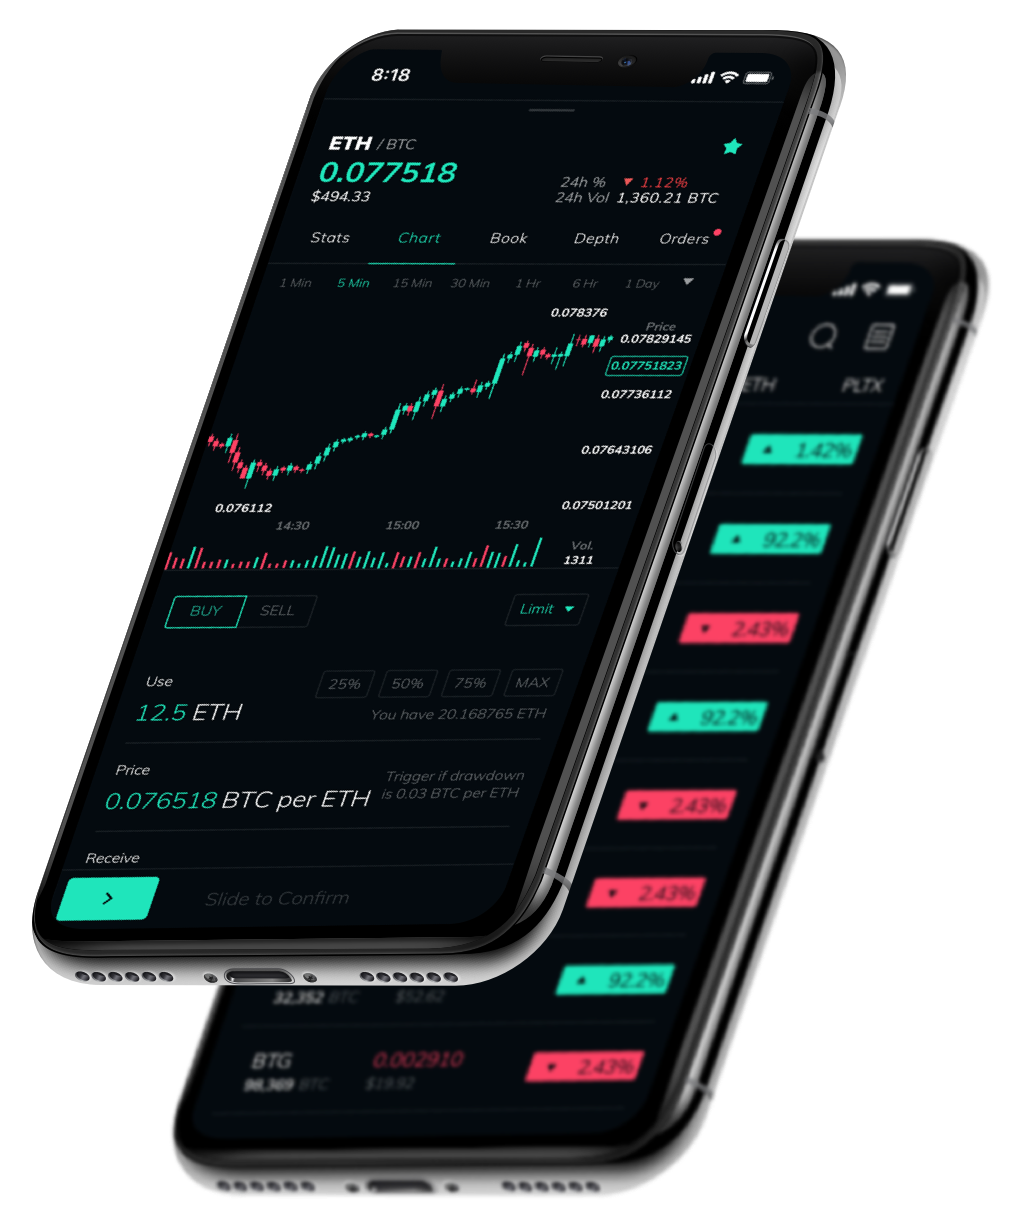 8:18
ETH / BTC
0.077518
$494.33
24h % ▼ 1.12%
24h Vol 1,360.21 BTC
Stats Chart Book Depth Orders
1 Min 5 Min 15 Min 30 Min 1 Hr 6 Hr 1 Day
0.078376
Price
0.07829145
0.07751823
0.07736112
0.07643106
0.076112
0.07501201
14:30 15:00 15:30
Vol.
1311
BUY SELL
Limit
Use
25% 50% 75% MAX
12.5 ETH
You have 20.168765 ETH
Price
Trigger if drawdown
0.076518 BTC per ETH
is 0.03 BTC per ETH
Receive
Slide to Confirm
ETH PLTX
▲ 1.42%
▲ 92.2%
▼ 2.43%
▲ 92.2%
▼ 2.43%
▼ 2.43%
▲ 92.2%
32,352 BTC $52.62
BTG 0.002910
▼ 2.43%
98,369 BTC $19.92